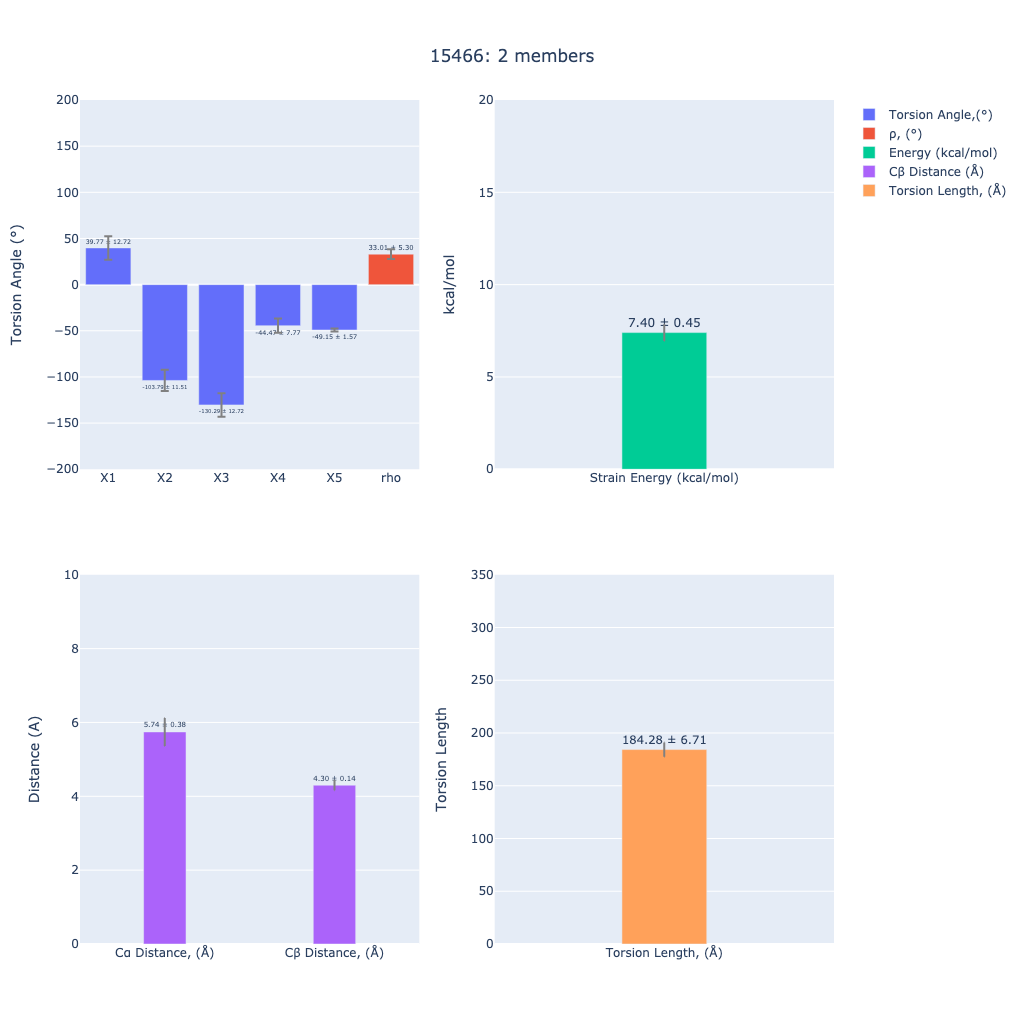 15466: 2 members
200
150
100
50
0
−50
−100
−150
−200
Torsion Angle (°)
39.77 ± 12.72
-103.79 ± 11.51
-130.29 ± 12.72
-44.47 ± 7.77
-49.15 ± 1.57
33.01 ± 5.30
X1 X2 X3 X4 X5 rho
20
15
10
5
0
kcal/mol
7.40 ± 0.45
Strain Energy (kcal/mol)
Torsion Angle,(°)
ρ, (°)
Energy (kcal/mol)
Cβ Distance (Å)
Torsion Length, (Å)
10
8
6
4
2
0
Distance (A)
5.74 ± 0.38
4.30 ± 0.14
Cα Distance, (Å) Cβ Distance, (Å)
350
300
250
200
150
100
50
0
Torsion Length
184.28 ± 6.71
Torsion Length, (Å)